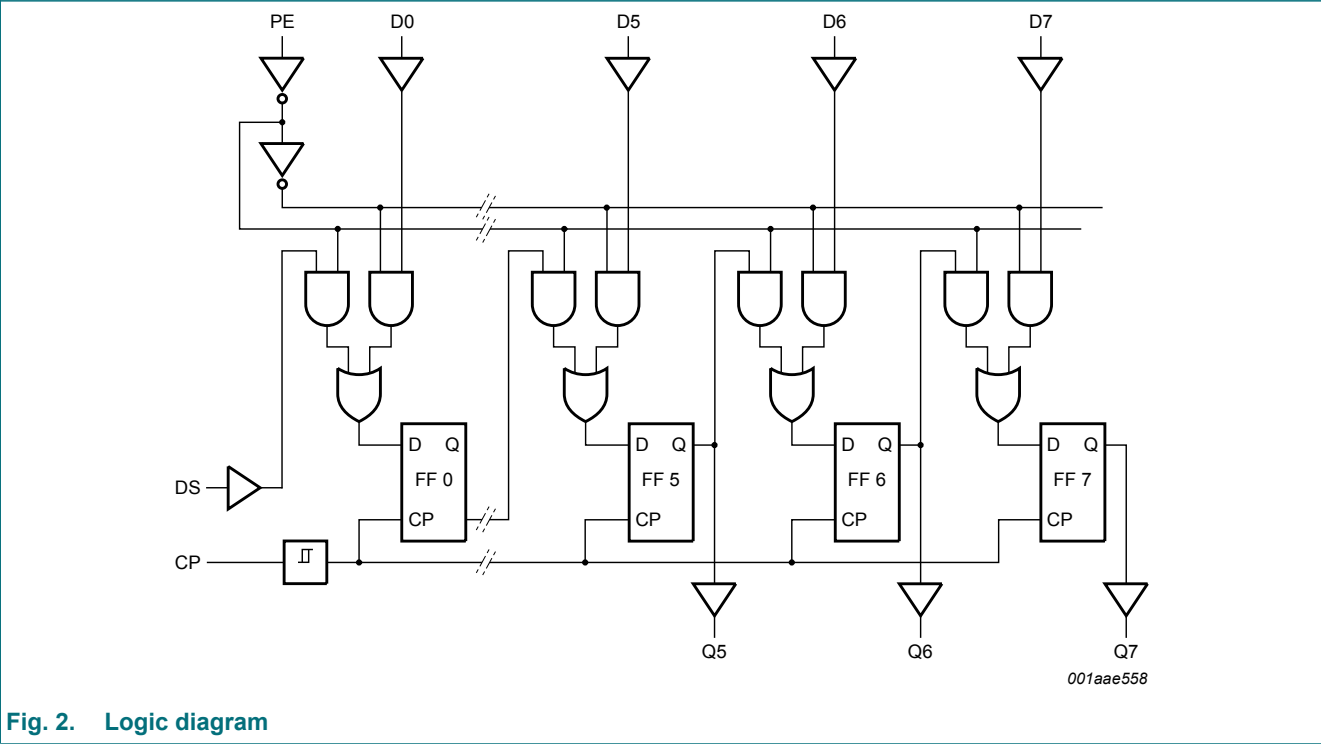 PE D0 D5 D6 D7
D Q D Q D Q D Q
DS FF 0 FF 5 FF 6 FF 7
CP CP CP CP
CP
Q5 Q6 Q7
001aae558
Fig. 2. Logic diagram